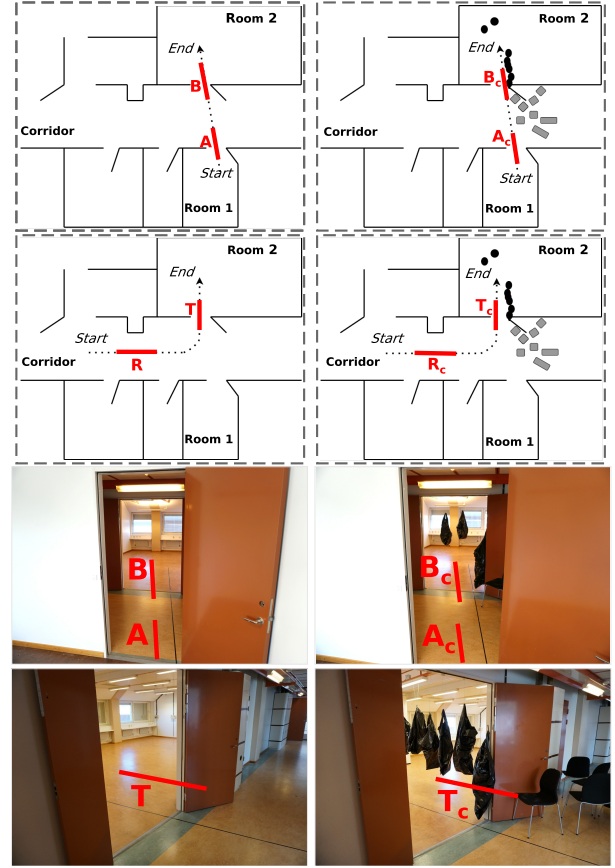 Room 2
End
B
Corridor
A
Start
Room 1
Room 2
End
Bc
Ac
Corridor
Start
Room 1
Room 2
End
T
Start
Corridor
R
Room 1
Room 2
End
Tc
Start
Corridor
Rc
Room 1
B
A
Bc
Ac
T
Tc